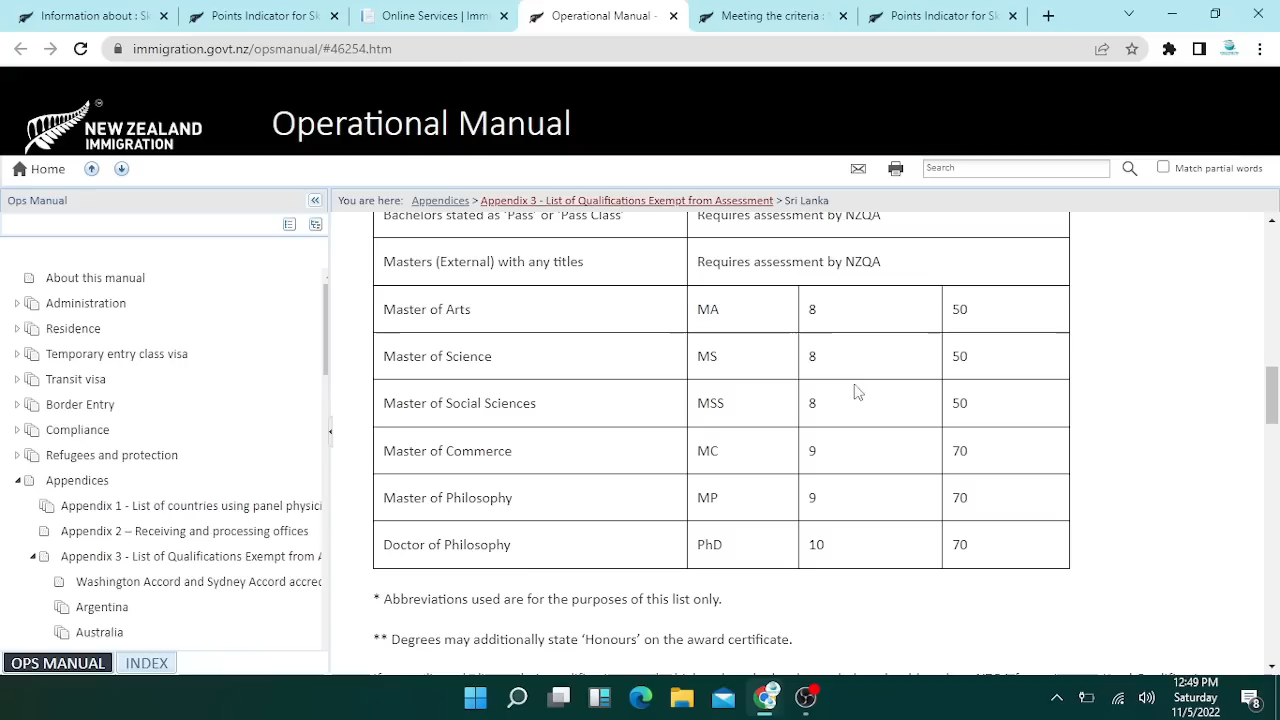 Information about : Sk
Points Indicator for Sk
Online Services | Immi
Operational Manual -
Meeting the criteria : S
Points Indicator for Sk
immigration.govt.nz/opsmanual/#46254.htm
NEW ZEALAND
IMMIGRATION
Operational Manual
Home
Search
Match partial words
Ops Manual
You are here: Appendices > Appendix 3 - List of Qualifications Exempt from Assessment > Sri Lanka
Bachelors stated as 'Pass' or 'Pass Class' Requires assessment by NZQA
Masters (External) with any titles Requires assessment by NZQA
Master of Arts MA 8 50
Master of Science MS 8 50
Master of Social Sciences MSS 8 50
Master of Commerce MC 9 70
Master of Philosophy MP 9 70
Doctor of Philosophy PhD 10 70
* Abbreviations used are for the purposes of this list only.
** Degrees may additionally state 'Honours' on the award certificate.
About this manual
Administration
Residence
Temporary entry class visa
Transit visa
Border Entry
Compliance
Refugees and protection
Appendices
Appendix 1 - List of countries using panel physici
Appendix 2 – Receiving and processing offices
Appendix 3 - List of Qualifications Exempt from A
Washington Accord and Sydney Accord accred
Argentina
Australia
OPS MANUAL
INDEX
12:49 PM
Saturday
11/5/2022
8